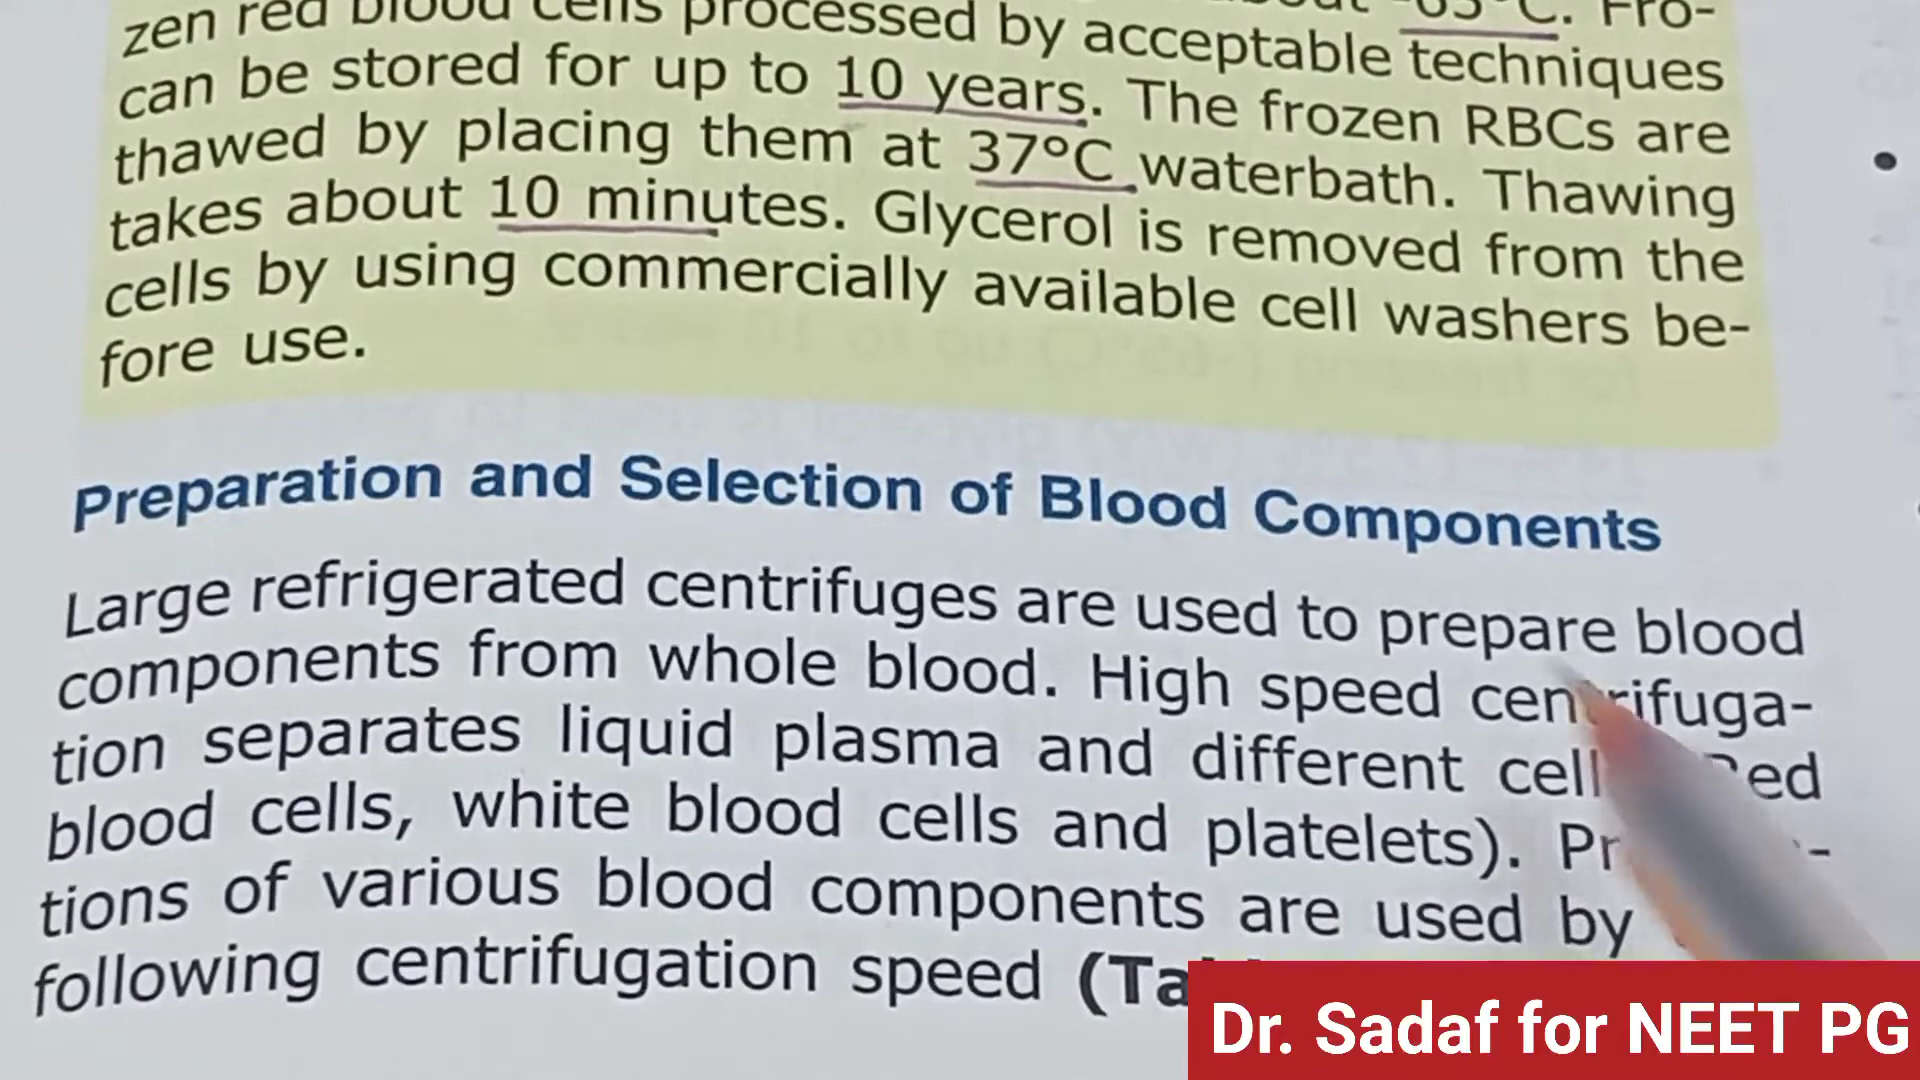 zen red blood cells processed by acceptable techniques
can be stored for up to 10 years. The frozen RBCs are
thawed by placing them at 37°C waterbath. Thawing
takes about 10 minutes. Glycerol is removed from the
cells by using commercially available cell washers be-
fore use.
Preparation and Selection of Blood Components
Large refrigerated centrifuges are used to prepare blood
components from whole blood. High speed centrifuga-
tion separates liquid plasma and different
blood cells, white blood cells and platelets).
tions of various blood components are used by
following centrifugation speed
Dr. Sadaf for NEET PG